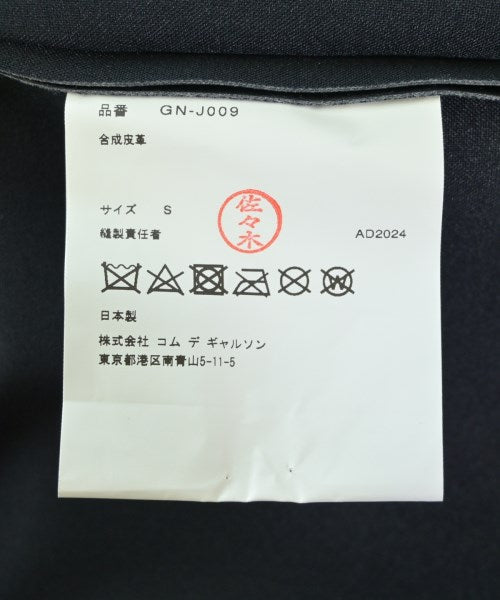 品番 GN-J009
合成皮革
サイズ S
佐々木
縫製責任者 AD2024
W
日本製
株式会社 コム デ ギャルソン
東京都港区南青山5-11-5